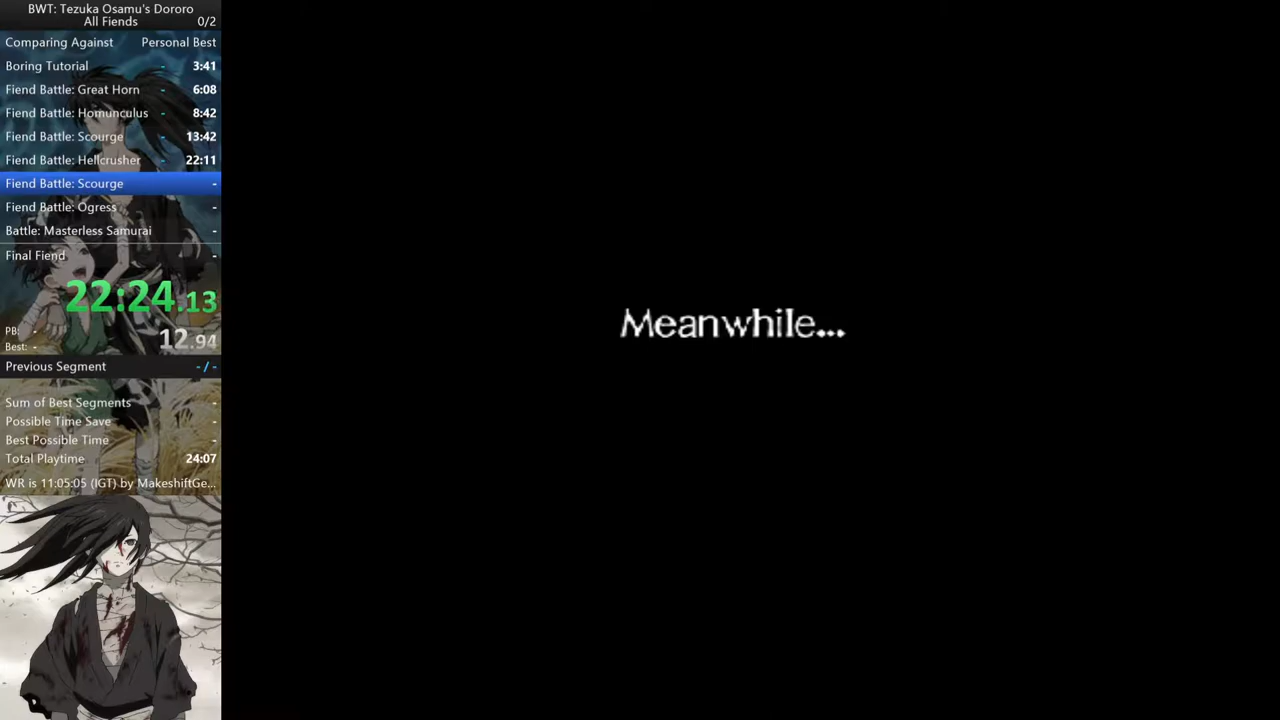 BWT: Tezuka Osamu's Dororo
All Fiends 0/2
Comparing Against Personal Best
Boring Tutorial - 3:41
Fiend Battle: Great Horn - 6:08
Fiend Battle: Homunculus - 8:42
Fiend Battle: Scourge - 13:42
Fiend Battle: Hellcrusher - 22:11
Fiend Battle: Scourge -
Fiend Battle: Ogress -
Battle: Masterless Samurai -
Final Fiend -
22:24.13
PB: -
Best: - 12.94
Previous Segment - / -
Sum of Best Segments -
Possible Time Save -
Best Possible Time -
Total Playtime 24:07
WR is 11:05:05 (IGT) by MakeshiftGe...
Meanwhile...